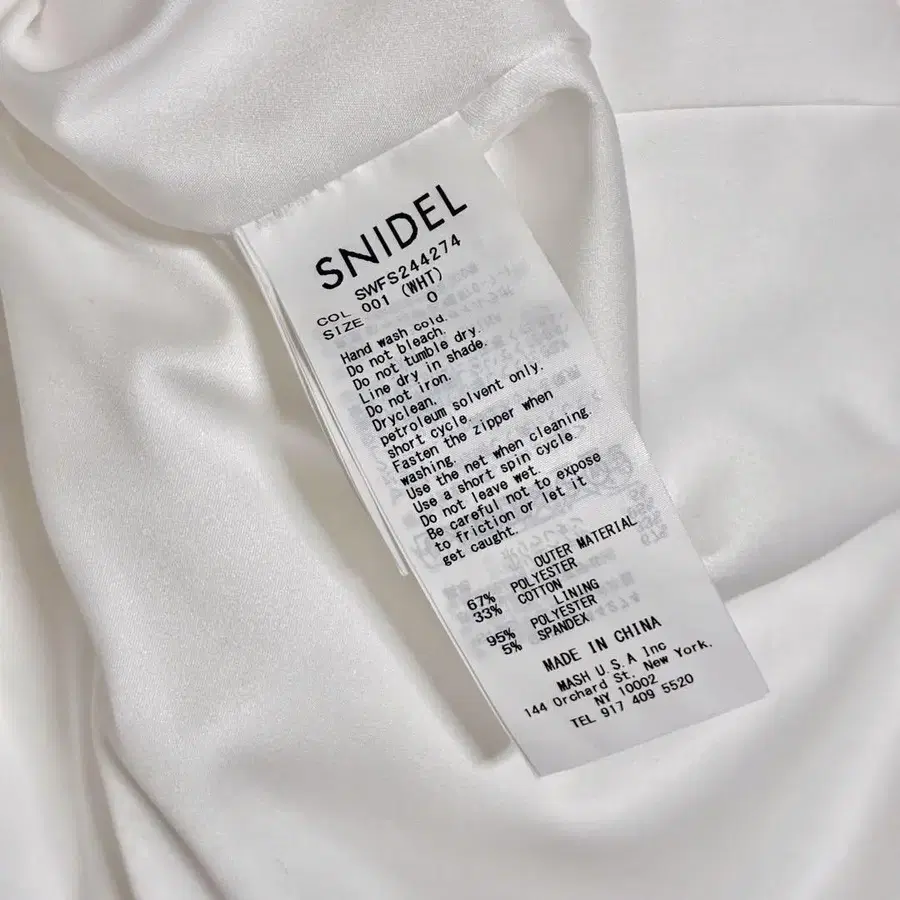 SNIDEL
SWFS244274
COL 001 (WHT)
SIZE 0
Hand wash cold.
Do not bleach.
Do not tumble dry.
Line dry in shade.
Do not iron.
Dryclean.
petroleum solvent only.
short cycle.
Fasten the zipper when
washing.
Use the net when cleaning.
Use a short spin cycle.
Do not leave wet.
Be careful not to expose
to friction or let it
get caught.
OUTER MATERIAL
67% POLYESTER
33% COTTON
LINING
95% POLYESTER
5% SPANDEX
MADE IN CHINA
MASH U.S.A Inc
144 Orchard St, New York.
NY 10002
TEL 917 409 5520